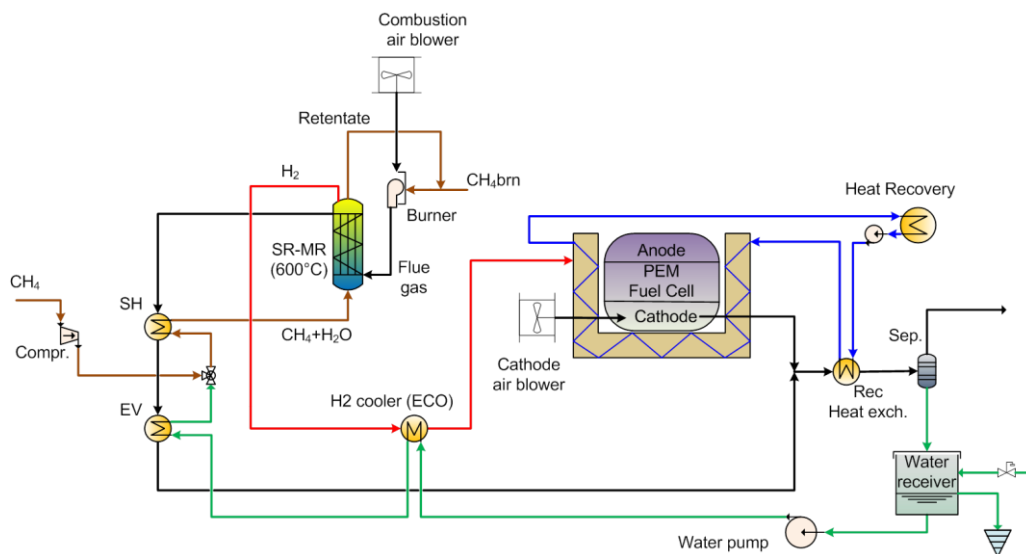 Combustion
air blower
Retentate
H₂
CH₄brn
Burner
Heat Recovery
SR-MR
(600°C)
Flue
gas
Anode
PEM
Fuel Cell
Cathode
CH₄
SH
CH₄+H₂O
Compr.
Cathode
air blower
Sep.
Rec
Heat exch.
EV
H2 cooler (ECO)
Water
receiver
Water pump